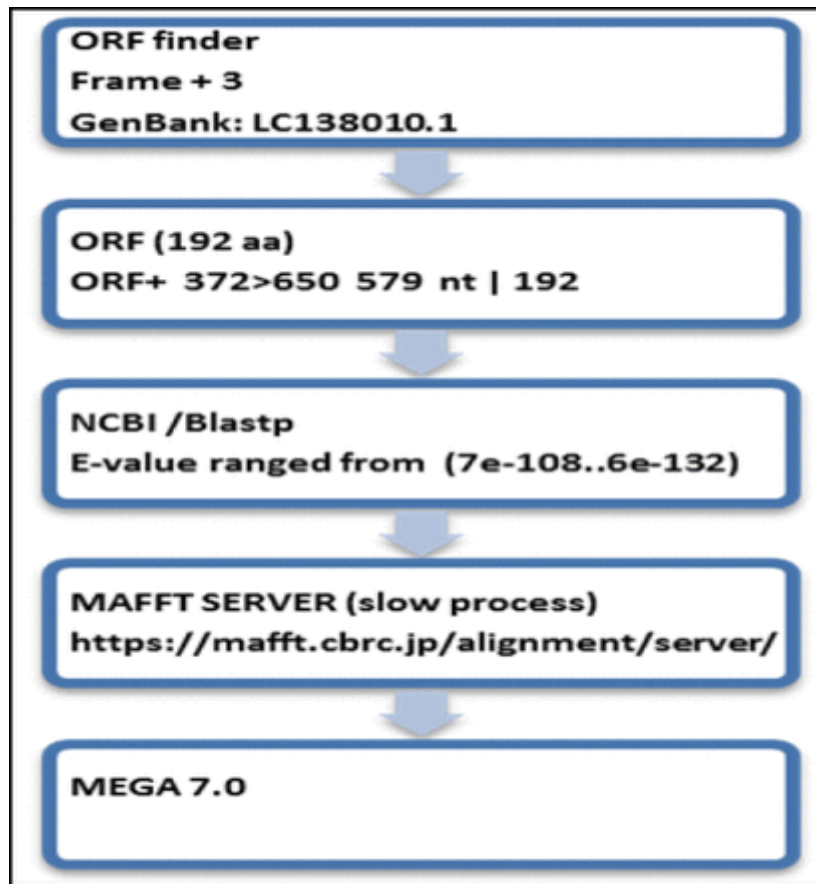 ORF finder
Frame + 3
GenBank: LC138010.1
ORF (192 aa)
ORF+ 372>650 579 nt | 192
NCBI /Blastp
E-value ranged from (7e-108..6e-132)
MAFFT SERVER (slow process)
https://mafft.cbrc.jp/alignment/server/
MEGA 7.0